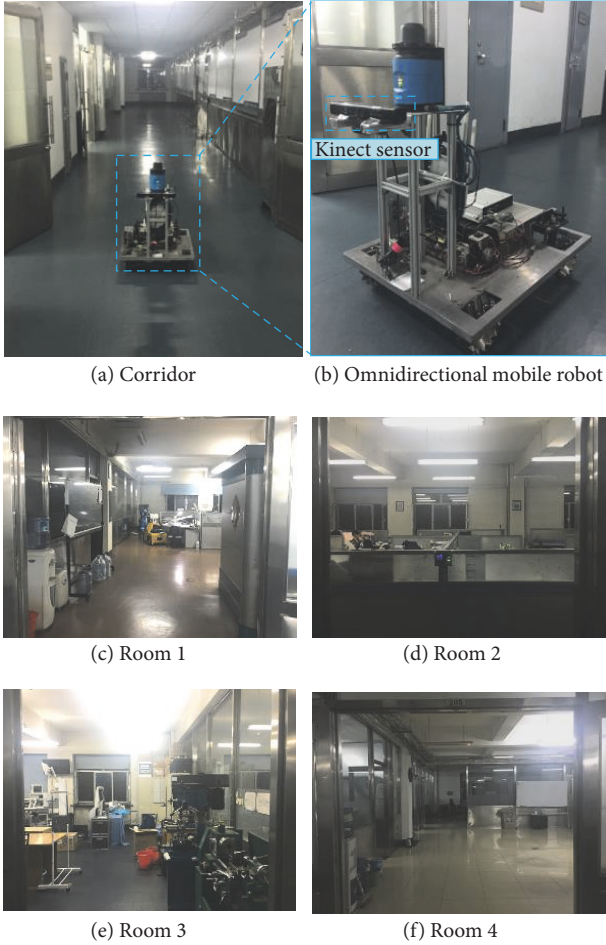 Kinect sensor
(a) Corridor
(b) Omnidirectional mobile robot
(c) Room 1
(d) Room 2
(e) Room 3
(f) Room 4